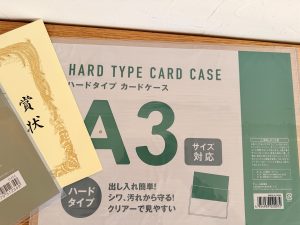 賞状
HARD TYPE CARD CASE
ハードタイプ カードケース
A3
サイズ
対応
ハード
タイプ
出し入れ簡単!
シワ、汚れから守る!
クリアーで見やすい